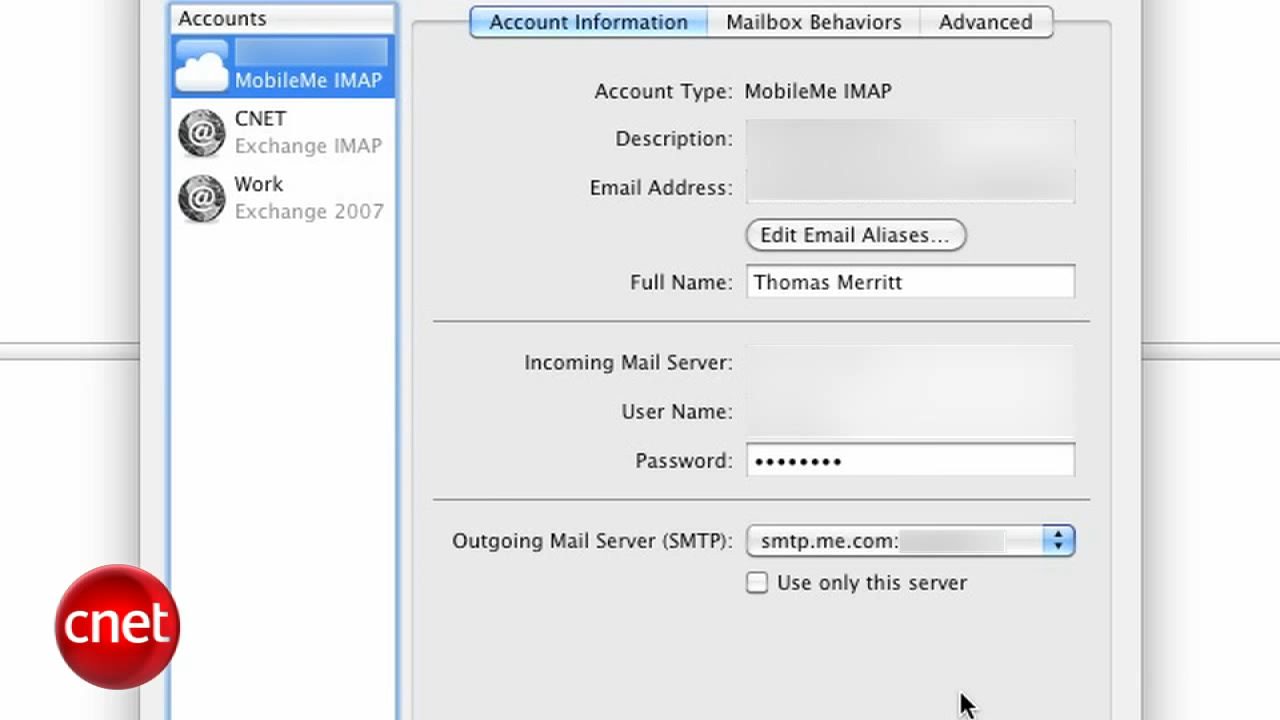 Accounts
MobileMe IMAP
CNET
Exchange IMAP
Work
Exchange 2007
Account Information
Mailbox Behaviors
Advanced
Account Type: MobileMe IMAP
Description:
Email Address:
Edit Email Aliases...
Full Name: Thomas Merritt
Incoming Mail Server:
User Name:
Password: ••••••••
Outgoing Mail Server (SMTP): smtp.me.com:
Use only this server
cnet